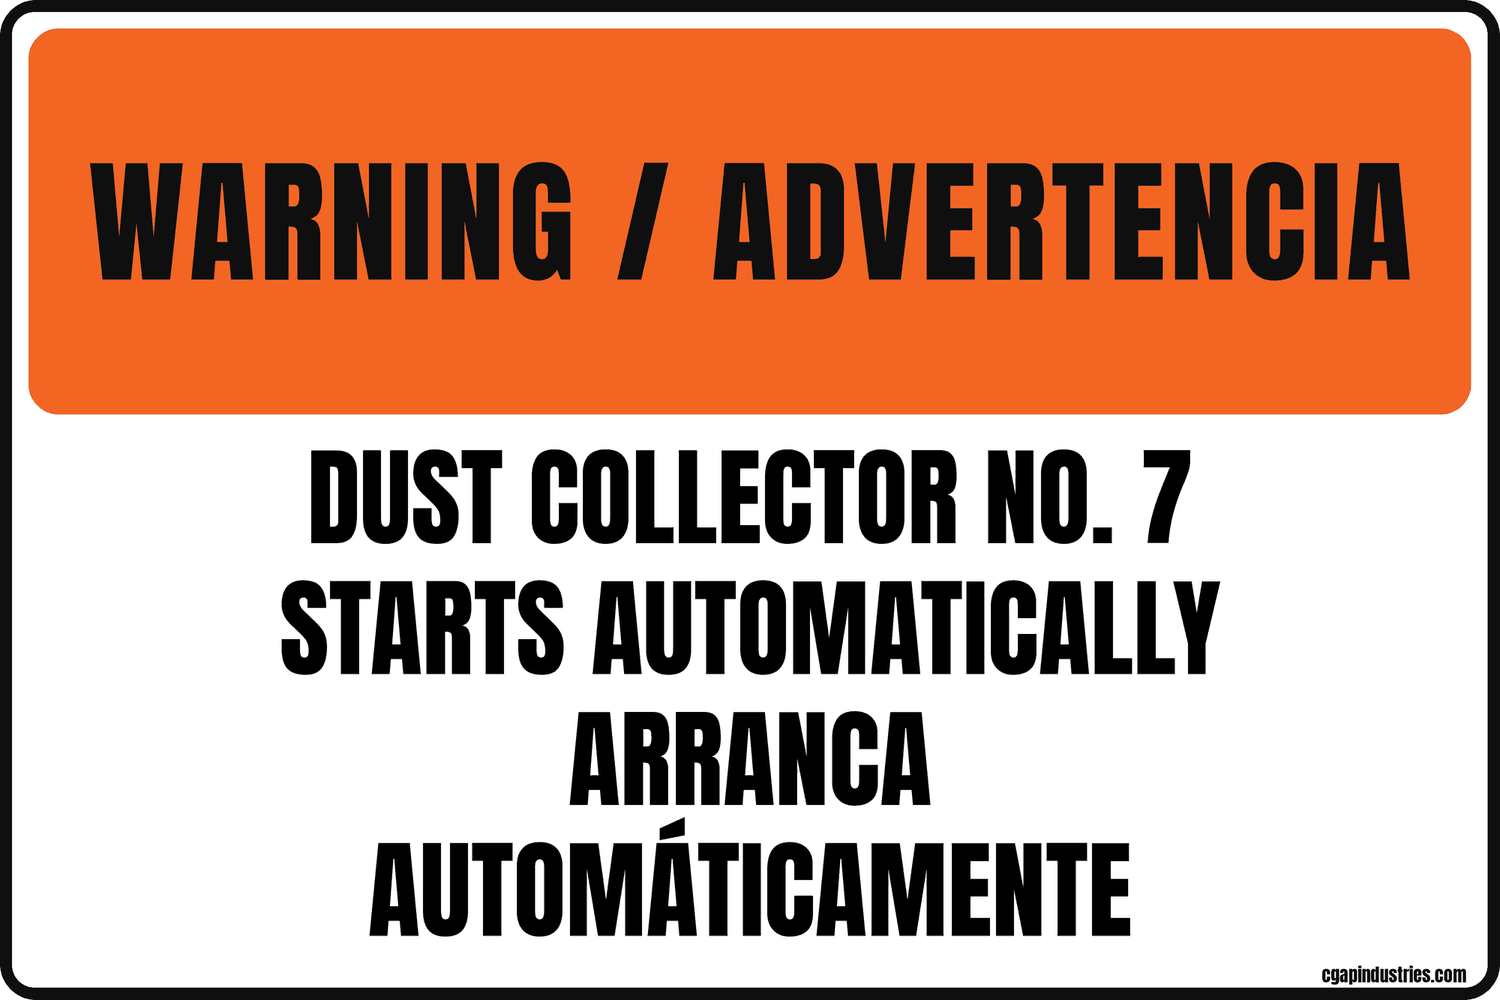 WARNING / ADVERTENCIA
DUST COLLECTOR NO. 7
STARTS AUTOMATICALLY
ARRANCA
AUTOMÁTICAMENTE
cgapindustries.com